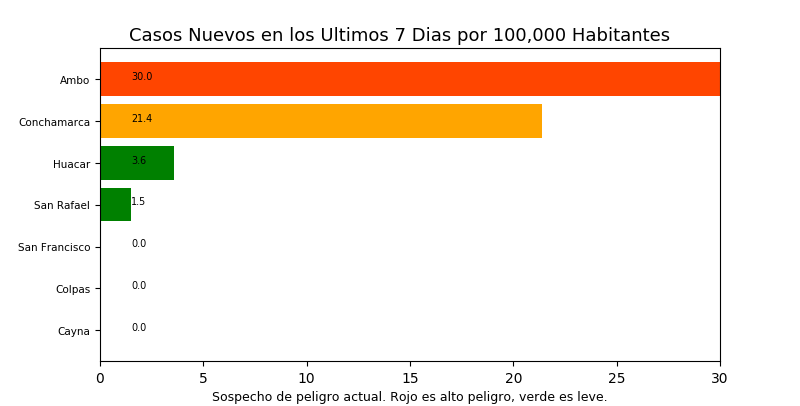 Casos Nuevos en los Ultimos 7 Dias por 100,000 Habitantes
Ambo 30.0
Conchamarca 21.4
Huacar 3.6
San Rafael 1.5
San Francisco 0.0
Colpas 0.0
Cayna 0.0
0 5 10 15 20 25 30
Sospecho de peligro actual. Rojo es alto peligro, verde es leve.